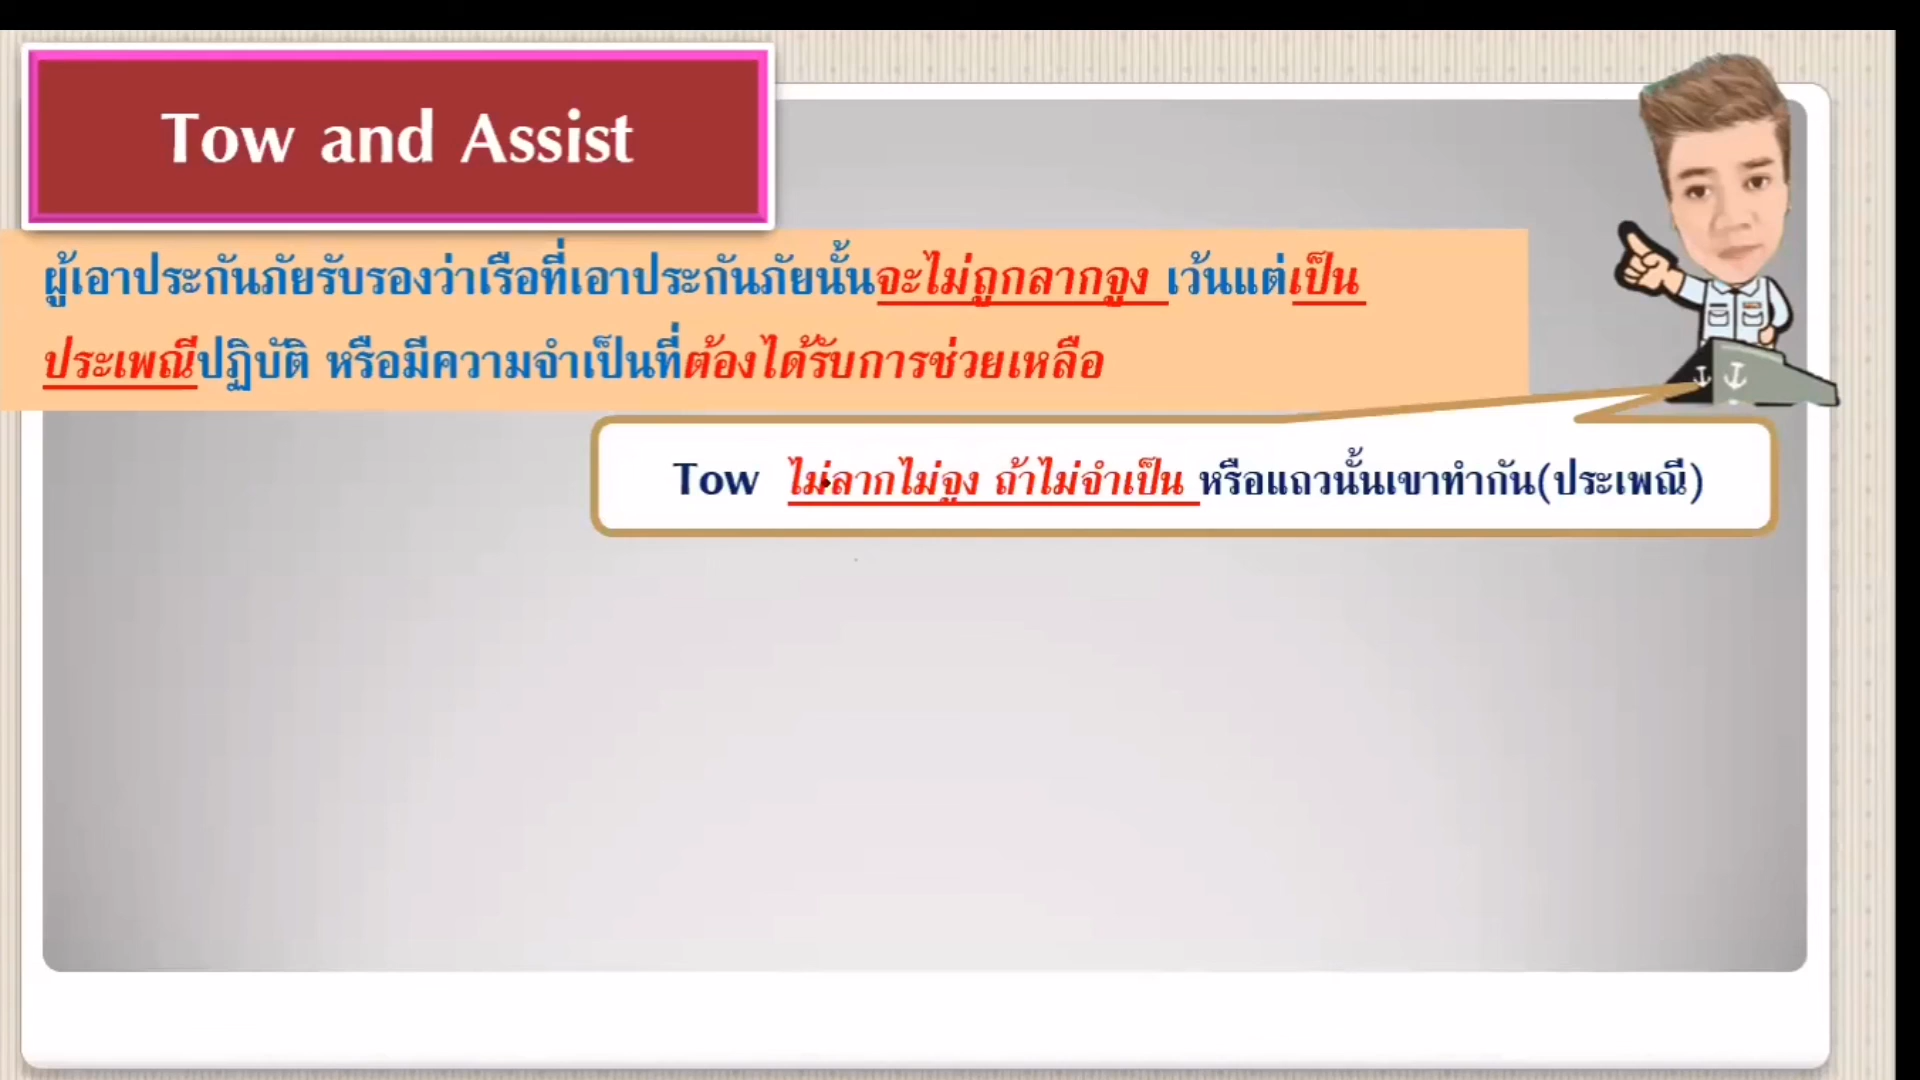 Tow and Assist
ผู้เอาประกันภัยรับรองว่าเรือที่เอาประกันภัยนั้นจะไม่ถูกลากจูง เว้นแต่เป็น
ประเพณีปฏิบัติ หรือมีความจำเป็นที่ต้องได้รับการช่วยเหลือ
Tow ไม่ลากไม่จูง ถ้าไม่จำเป็น หรือแถวนั้นเขาทำกัน(ประเพณี)